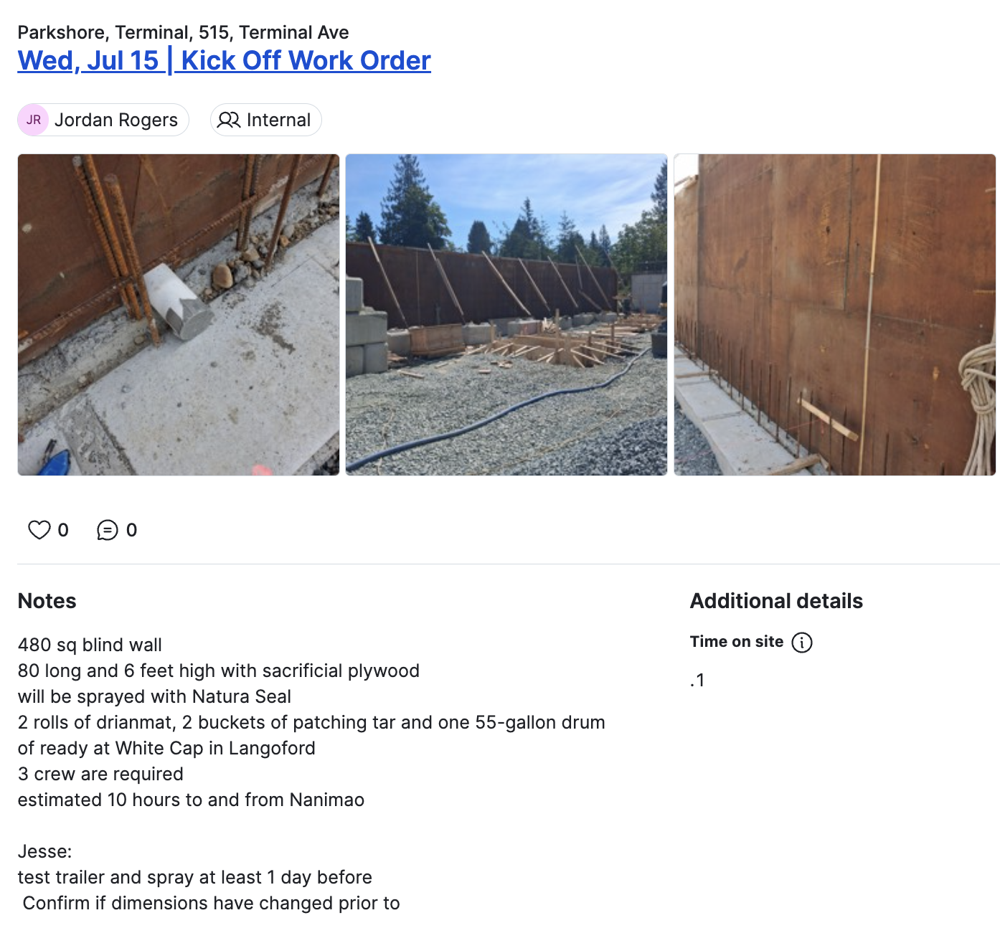 Parkshore, Terminal, 515, Terminal Ave
Wed, Jul 15 | Kick Off Work Order
JR Jordan Rogers Internal
0 0
Notes
480 sq blind wall
80 long and 6 feet high with sacrificial plywood
will be sprayed with Natura Seal
2 rolls of drianmat, 2 buckets of patching tar and one 55-gallon drum
of ready at White Cap in Langoford
3 crew are required
estimated 10 hours to and from Nanimao
Jesse:
test trailer and spray at least 1 day before
Confirm if dimensions have changed prior to
Additional details
Time on site
.1